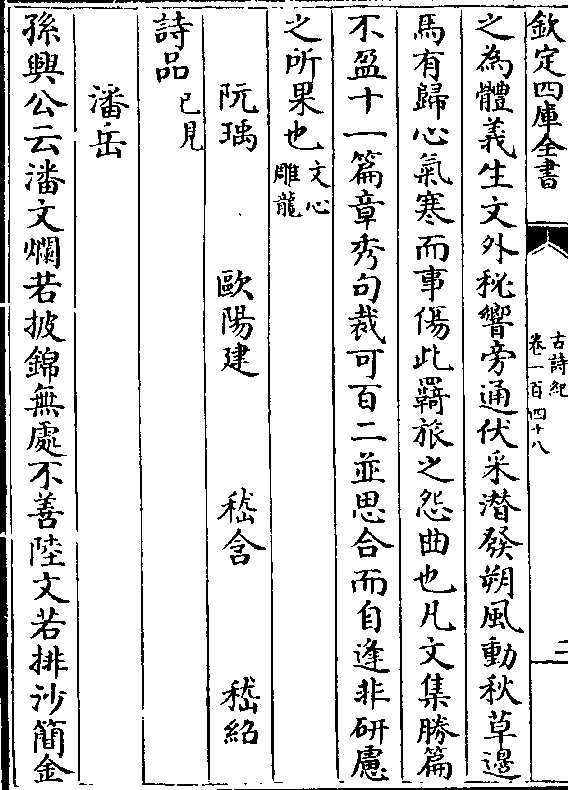 欽定四庫全書
古詩紀
卷一百四十八
二
之為體義生文外秘響旁通伏采潛發朔風動秋草邊
馬有歸心氣寒而事傷此羇旅之怨曲也凡文集勝篇
不盈十一篇章秀句裁可百二並思合而自逢非研慮
之所果也文心
雕龍
阮瑀 歐陽建 嵇含 嵇紹
詩品已見
潘岳
孫興公云潘文爛若披錦無處不善陸文若排沙簡金